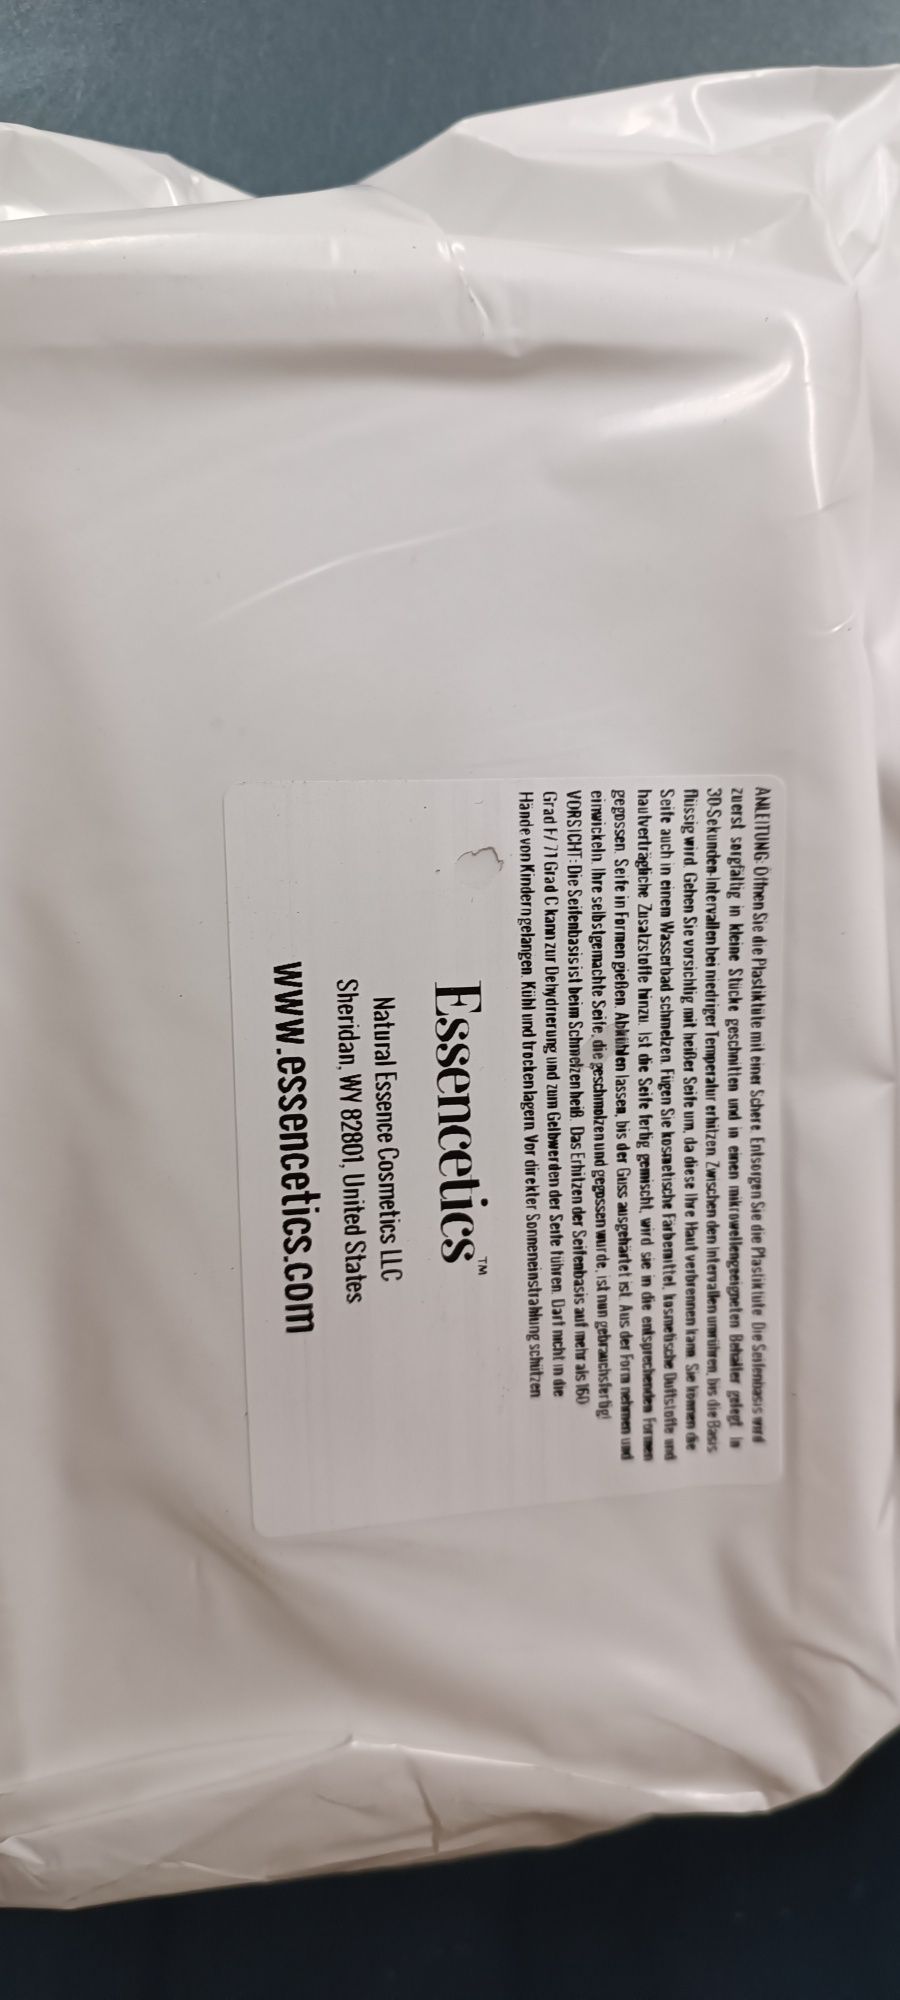 ANLEITUNG: Öffnen Sie die Plastiktüte mit einer Schere. Entsorgen Sie die Plastiktüte. Die Seifenbasis wird
zuerst sorgfältig in kleine Stücke geschnitten und in einen mikrowellengeeigneten Behälter gelegt. In
30-Sekunden-Intervallen bei niedriger Temperatur erhitzen. Zwischen den Intervallen umrühren, bis die Basis
flüssig wird. Gehen Sie vorsichtig mit heißer Seife um, da diese Ihre Haut verbrennen kann. Sie können die
Seife auch in einem Wasserbad schmelzen. Fügen Sie kosmetische Färbemittel, kosmetische Duftstoffe und
hautverträgliche Zusatzstoffe hinzu. Ist die Seife fertig gemischt, wird sie in die entsprechenden Formen
gegossen. Seife in Formen gießen. Abkühlen lassen, bis der Guss ausgehärtet ist. Aus der Form nehmen und
einwickeln. Ihre selbstgemachte Seife, die geschmolzen und gegossen wurde, ist nun gebrauchsfertig!
VORSICHT: Die Seifenbasis ist beim Schmelzen heiß. Das Erhitzen der Seifenbasis auf mehr als 160
Grad F/ 71 Grad C kann zur Dehydrierung und zum Gelbwerden der Seife führen. Darf nicht in die
Hände von Kindern gelangen. Kühl und trocken lagern. Vor direkter Sonneneinstrahlung schützen.
Essencetics™
Natural Essence Cosmetics LLC
Sheridan, WY 82801, United States
www.essencetics.com